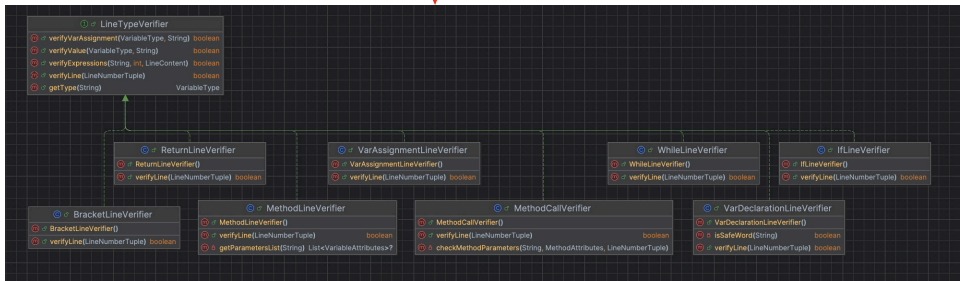 LineTypeVerifier
verifyVarAssignment(VariableType, String) boolean
verifyValue(VariableType, String) boolean
verifyExpressions(String, int, LineContent) boolean
verifyLine(LineNumberTuple) boolean
getType(String) VariableType
ReturnLineVerifier
ReturnLineVerifier()
verifyLine(LineNumberTuple) boolean
VarAssignmentLineVerifier
VarAssignmentLineVerifier()
verifyLine(LineNumberTuple) boolean
WhileLineVerifier
WhileLineVerifier()
verifyLine(LineNumberTuple) boolean
IfLineVerifier
IfLineVerifier()
verifyLine(LineNumberTuple) boolean
BracketLineVerifier
BracketLineVerifier()
verifyLine(LineNumberTuple) boolean
MethodLineVerifier
MethodLineVerifier()
verifyLine(LineNumberTuple) boolean
getParametersList(String) List<VariableAttributes>?
MethodCallVerifier
MethodCallVerifier()
verifyLine(LineNumberTuple) boolean
checkMethodParameters(String, MethodAttributes, LineNumberTuple) boolean
VarDeclarationLineVerifier
VarDeclarationLineVerifier()
isSafeWord(String) boolean
verifyLine(LineNumberTuple) boolean